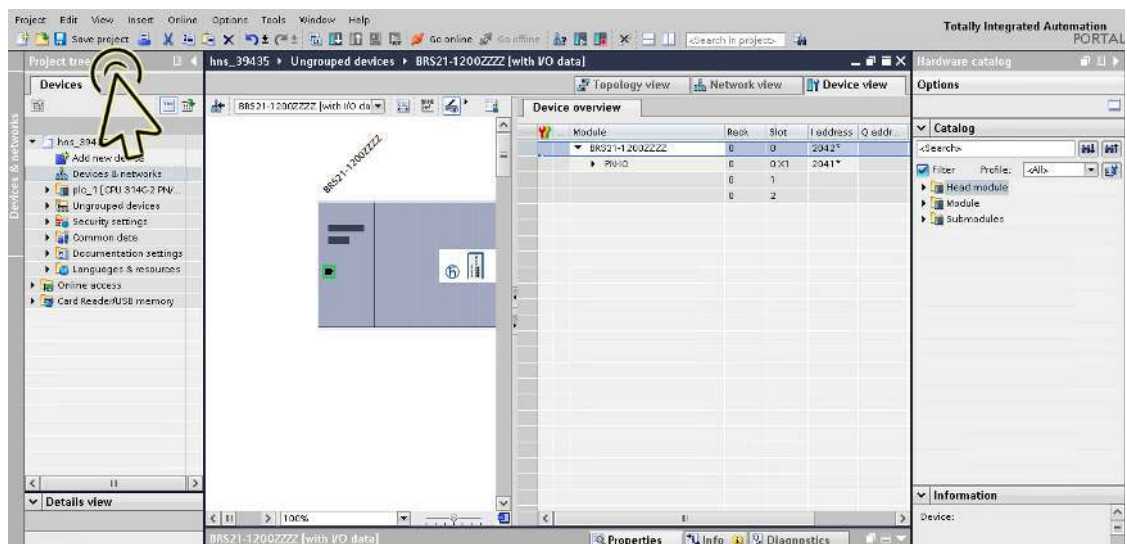 Project Edit View Insert Online Options Tools Window Help
Totally Integrated Automation
PORTAL
Save project
Go online
Go offline
<Search in project>
Project tree
hns_39435 ▸ Ungrouped devices ▸ BRS21-1200ZZZZ [with I/O data]
Hardware catalog
Devices
Topology view
Network view
Device view
Options
BRS21-1200ZZZZ [with I/O da
Device overview
Module Rack Slot I address Q addr...
BRS21-1200ZZZZ 0 0 2042*
PN-IO 0 0 X1 2041*
0 1
0 2
BRS21-1200ZZZZ
Devices & networks
Add new
Devices & networks
plc_1 [CPU 314C-2 PN/...
Ungrouped devices
Security settings
Common data
Documentation settings
Languages & resources
Online access
Card Reader/USB memory
Catalog
<Search>
Filter Profile: <All>
Head module
Module
Submodules
Details view
100%
Information
Device:
BRS21-1200ZZZZ [with I/O data]
Properties
Info
Diagnostics